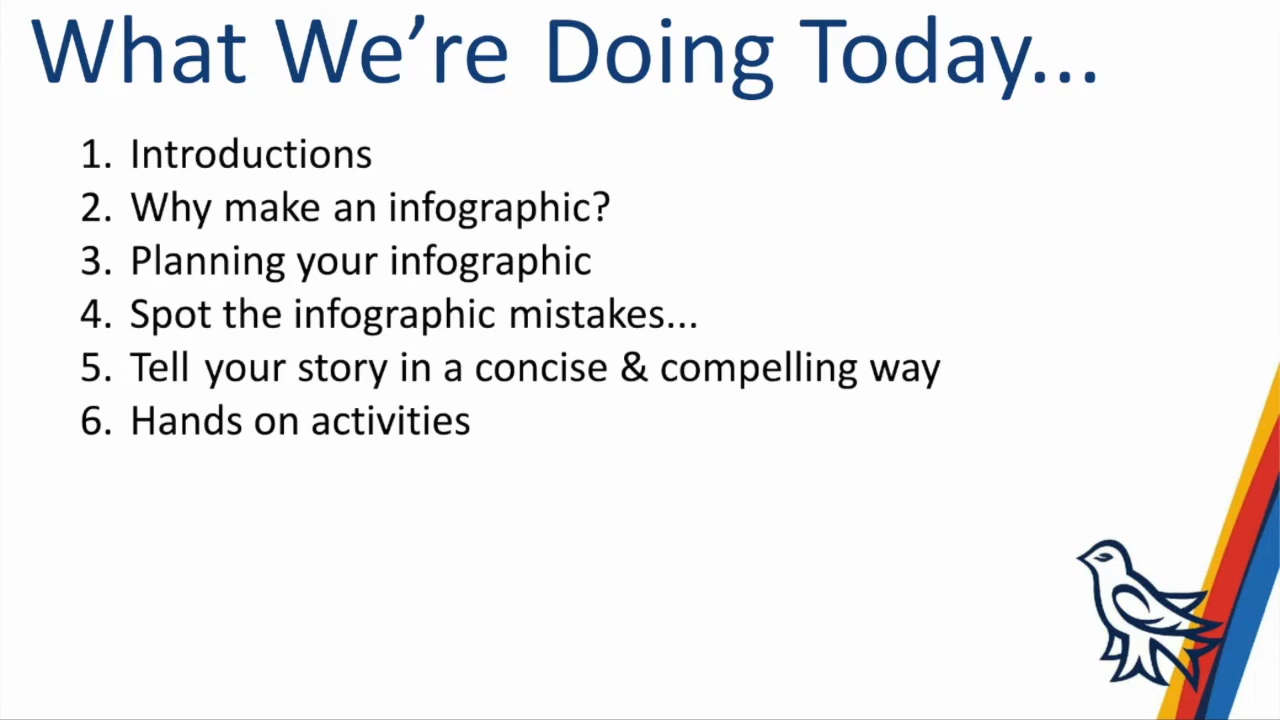 What We’re Doing Today...
1. Introductions
2. Why make an infographic?
3. Planning your infographic
4. Spot the infographic mistakes...
5. Tell your story in a concise & compelling way
6. Hands on activities